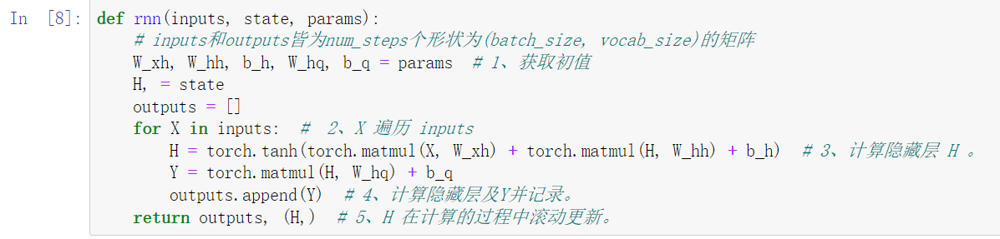 In [8]: def rnn(inputs, state, params):
# inputs和outputs皆为num_steps个形状为(batch_size, vocab_size)的矩阵
W_xh, W_hh, b_h, W_hq, b_q = params # 1、获取初值
H, = state
outputs = []
for X in inputs: # 2、X 遍历 inputs
H = torch.tanh(torch.matmul(X, W_xh) + torch.matmul(H, W_hh) + b_h) # 3、计算隐藏层 H 。
Y = torch.matmul(H, W_hq) + b_q
outputs.append(Y) # 4、计算隐藏层及Y并记录。
return outputs, (H,) # 5、H 在计算的过程中滚动更新。